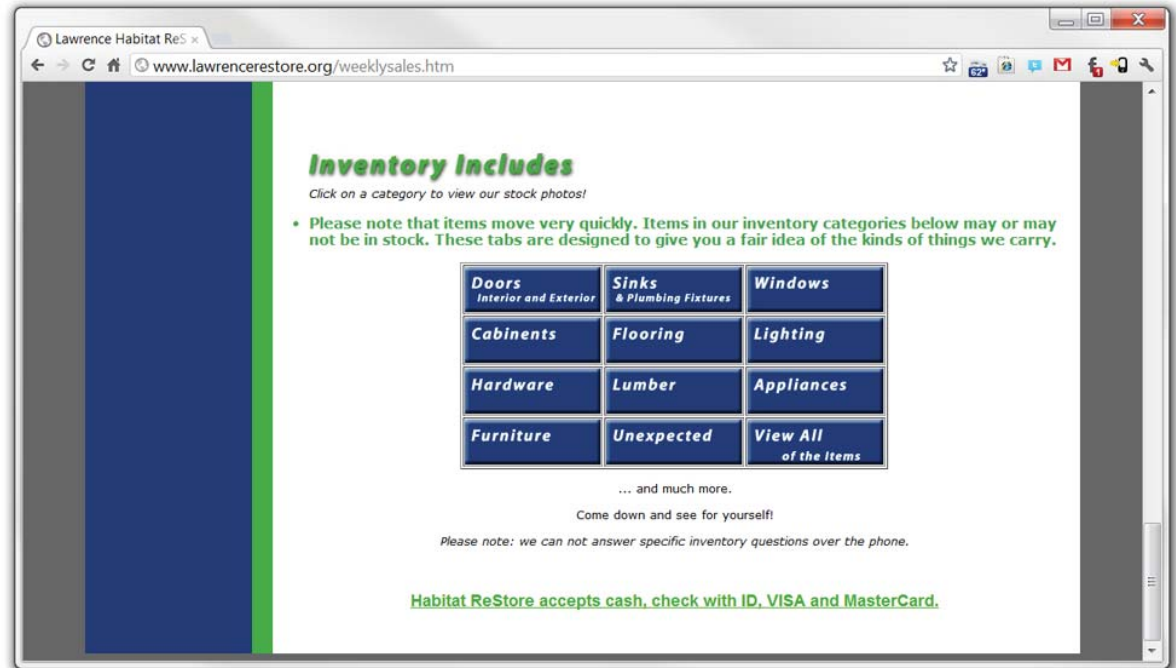 Lawrence Habitat ReS
www.lawrencerestore.org/weeklysales.htm
62°
1
Inventory Includes
Click on a category to view our stock photos!
• Please note that items move very quickly. Items in our inventory categories below may or may
not be in stock. These tabs are designed to give you a fair idea of the kinds of things we carry.
Doors
Interior and Exterior
Sinks
& Plumbing Fixtures
Windows
Cabinents
Flooring
Lighting
Hardware
Lumber
Appliances
Furniture
Unexpected
View All
of the Items
... and much more.
Come down and see for yourself!
Please note: we can not answer specific inventory questions over the phone.
Habitat ReStore accepts cash, check with ID, VISA and MasterCard.